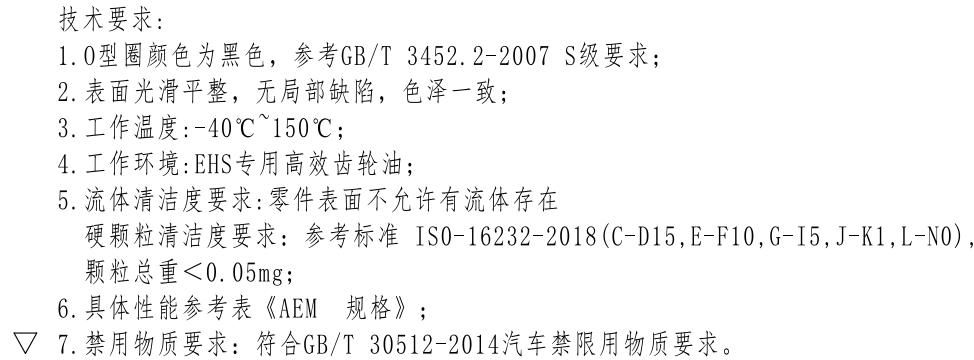 技术要求:
1.O型圈颜色为黑色，参考GB/T 3452.2-2007 S级要求；
2.表面光滑平整，无局部缺陷，色泽一致；
3.工作温度:-40℃~150℃；
4.工作环境:EHS专用高效齿轮油；
5.流体清洁度要求:零件表面不允许有流体存在
硬颗粒清洁度要求：参考标准 ISO-16232-2018(C-D15,E-F10,G-I5,J-K1,L-N0),
颗粒总重＜0.05mg；
6.具体性能参考表《AEM 规格》；
▽ 7.禁用物质要求：符合GB/T 30512-2014汽车禁限用物质要求。